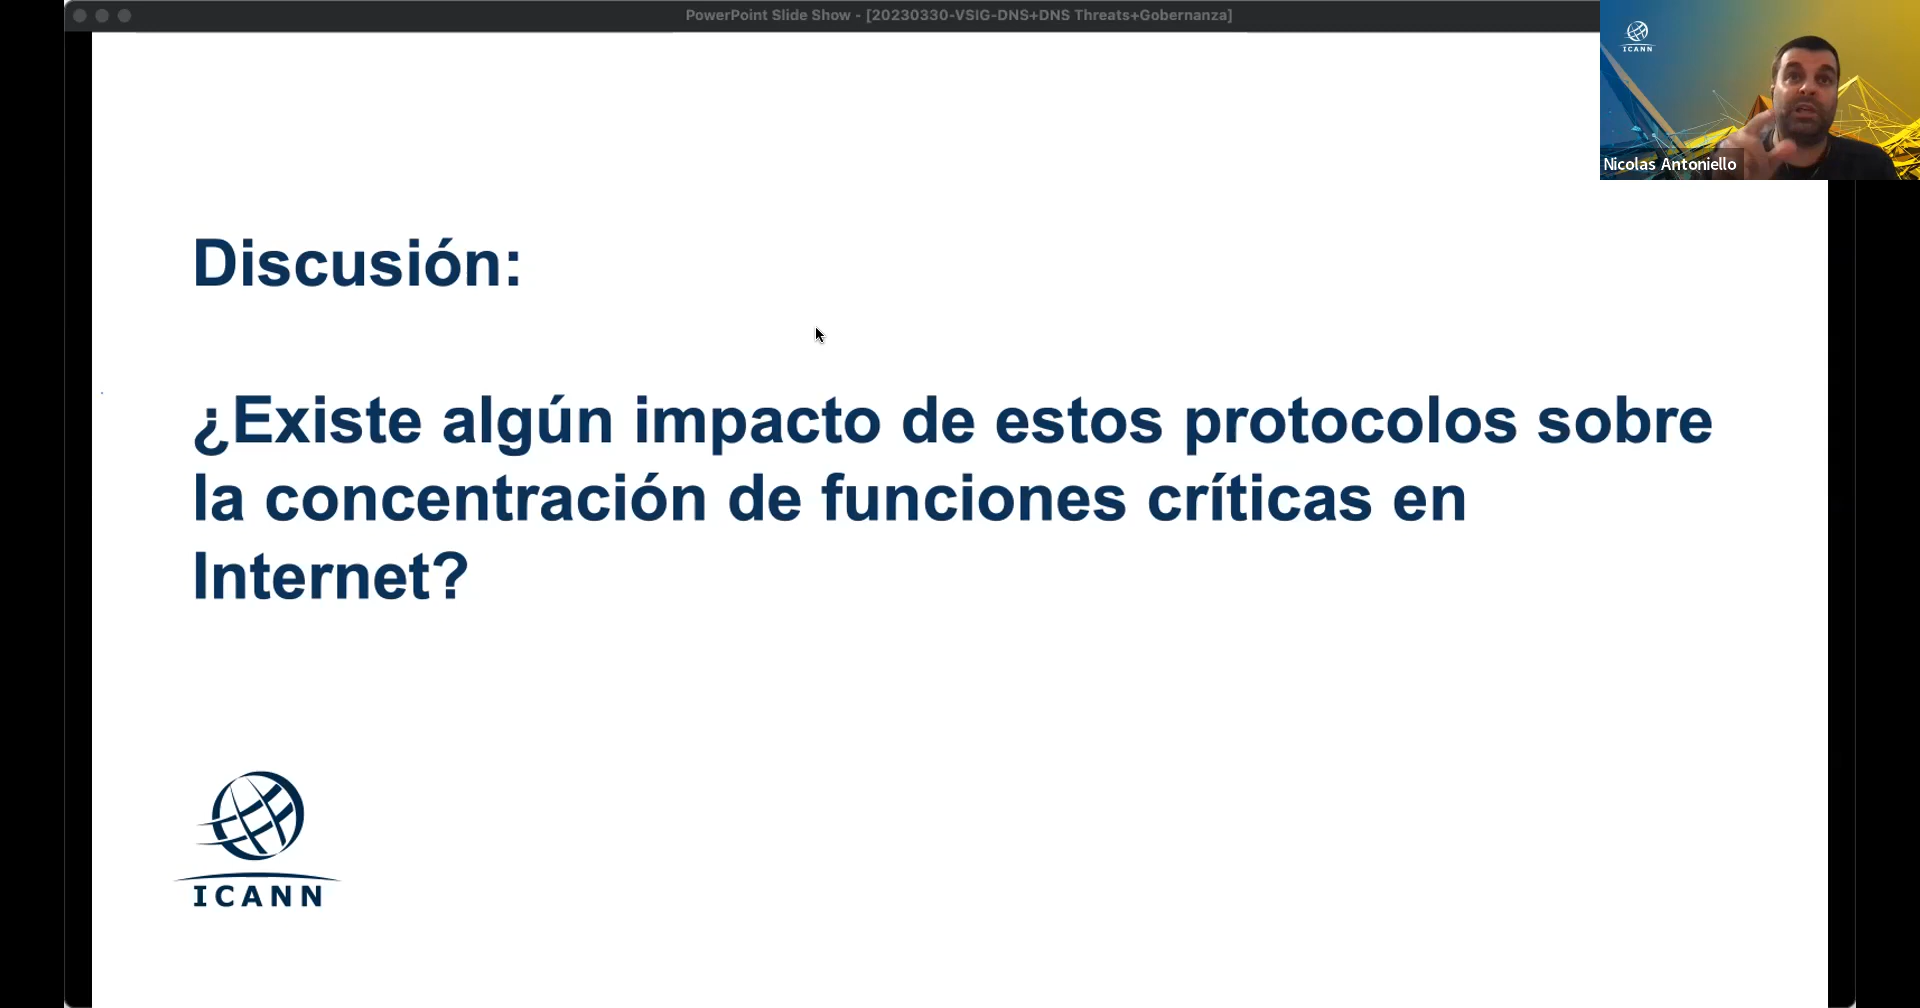 PowerPoint Slide Show - [20230330-VSIG-DNS+DNS Threats+Gobernanza]
ICANN
Nicolas Antoniello
Discusión:
¿Existe algún impacto de estos protocolos sobre
la concentración de funciones críticas en
Internet?
ICANN